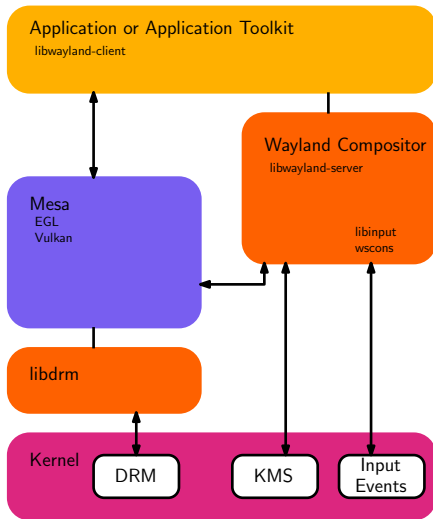 Application or Application Toolkit
libwayland-client
Wayland Compositor
libwayland-server
libinput
wscons
Mesa
EGL
Vulkan
libdrm
Kernel
DRM
KMS
Input
Events